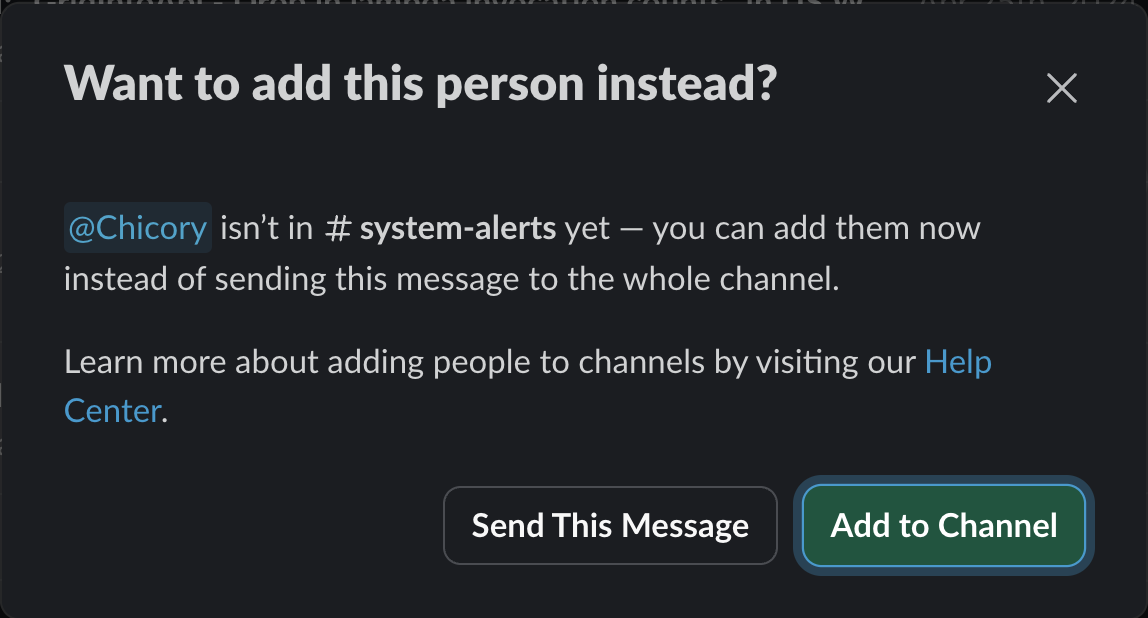 Want to add this person instead?
@Chicory isn’t in # system-alerts yet — you can add them now
instead of sending this message to the whole channel.
Learn more about adding people to channels by visiting our Help
Center.
Send This Message
Add to Channel